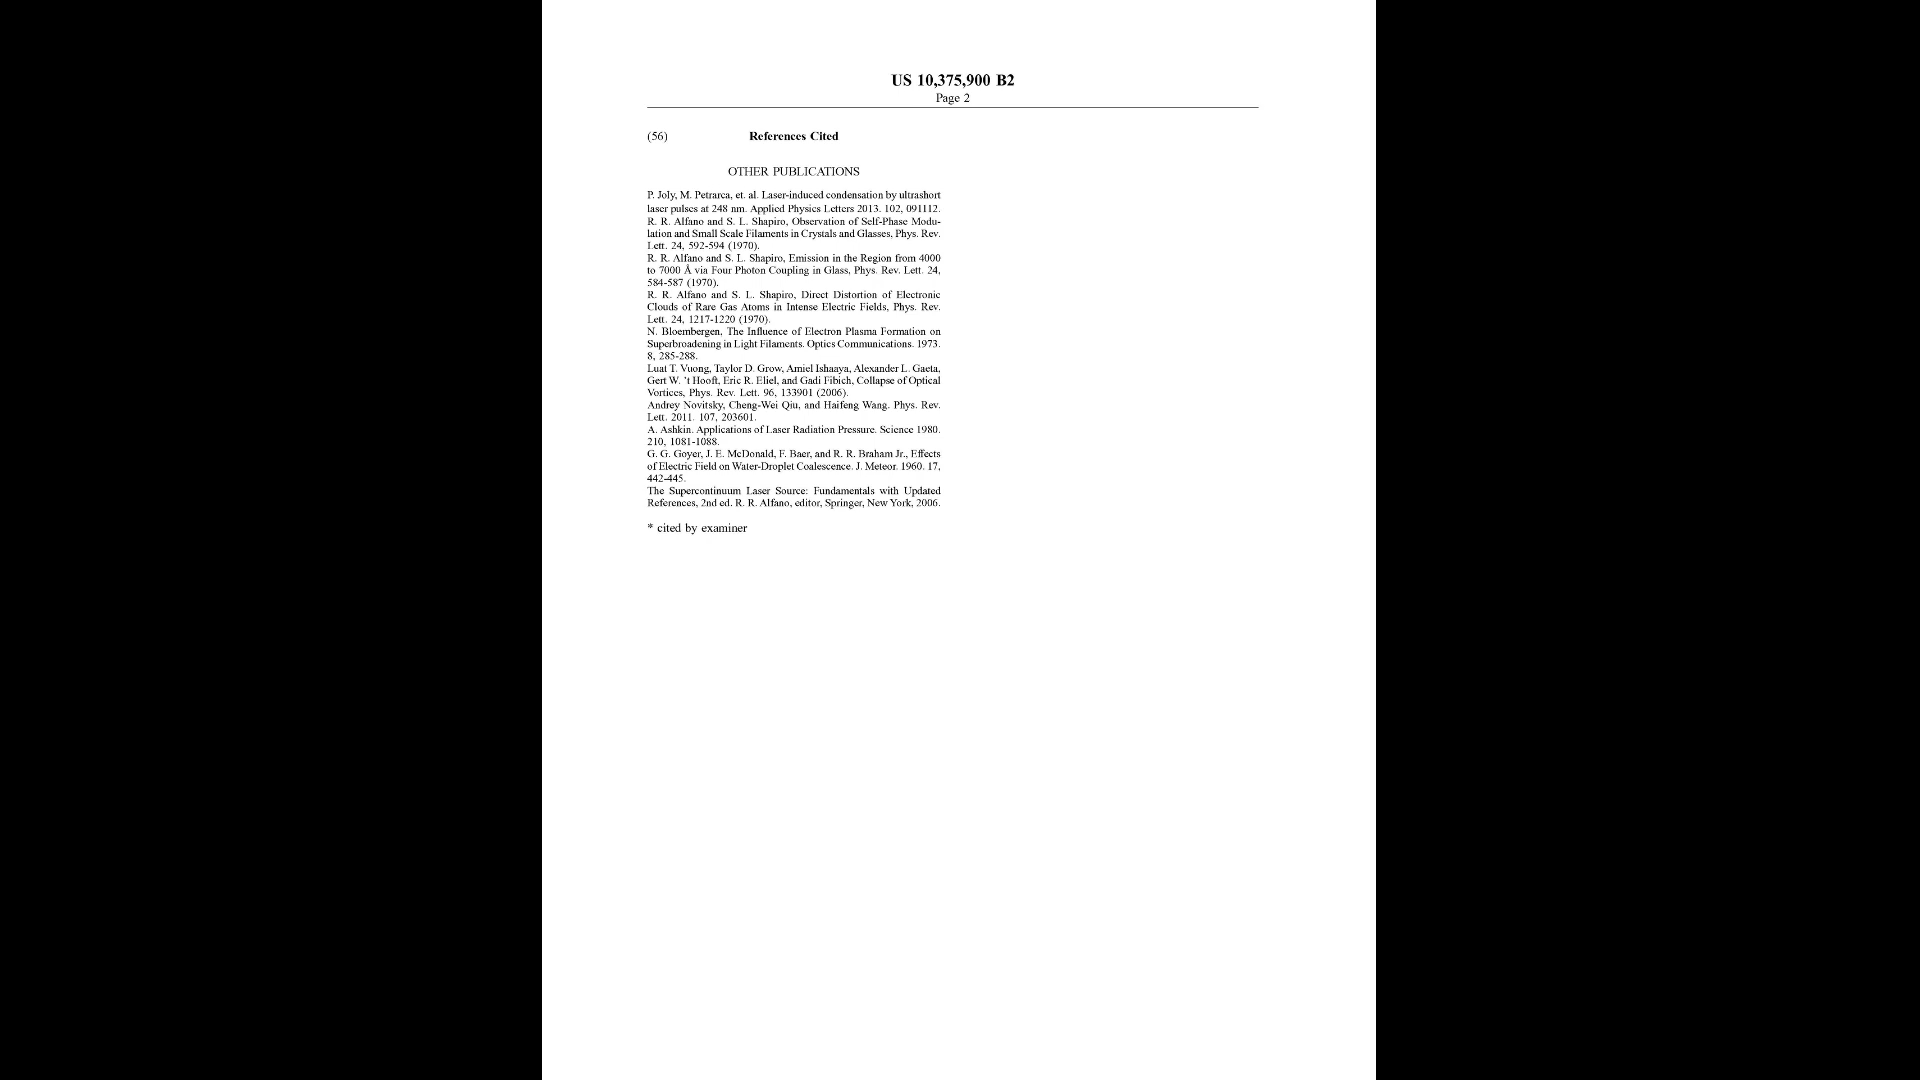 US 10,375,900 B2
Page 2
(56) References Cited
OTHER PUBLICATIONS
P. Joly, M. Petrarca, et. al. Laser-induced condensation by ultrashort
laser pulses at 248 nm. Applied Physics Letters 2013. 102, 091112.
R. R. Alfano and S. L. Shapiro, Observation of Self-Phase Modu-
lation and Small Scale Filaments in Crystals and Glasses, Phys. Rev.
Lett. 24, 592-594 (1970).
R. R. Alfano and S. L. Shapiro, Emission in the Region from 4000
to 7000 Å via Four Photon Coupling in Glass, Phys. Rev. Lett. 24,
584-587 (1970).
R. R. Alfano and S. L. Shapiro, Direct Distortion of Electronic
Clouds of Rare Gas Atoms in Intense Electric Fields, Phys. Rev.
Lett. 24, 1217-1220 (1970).
N. Bloembergen, The Influence of Electron Plasma Formation on
Superbroadening in Light Filaments. Optics Communications. 1973.
8, 285-288.
Luat T. Vuong, Taylor D. Grow, Amiel Ishaaya, Alexander L. Gaeta,
Gert W. 't Hooft, Eric R. Eliel, and Gadi Fibich, Collapse of Optical
Vortices, Phys. Rev. Lett. 96, 133901 (2006).
Andrey Novitsky, Cheng-Wei Qiu, and Haifeng Wang. Phys. Rev.
Lett. 2011. 107, 203601.
A. Ashkin. Applications of Laser Radiation Pressure. Science 1980.
210, 1081-1088.
G. G. Goyer, J. E. McDonald, F. Baer, and R. R. Braham Jr., Effects
of Electric Field on Water-Droplet Coalescence. J. Meteor. 1960. 17,
442-445.
The Supercontinuum Laser Source: Fundamentals with Updated
References, 2nd ed. R. R. Alfano, editor, Springer, New York, 2006.
* cited by examiner